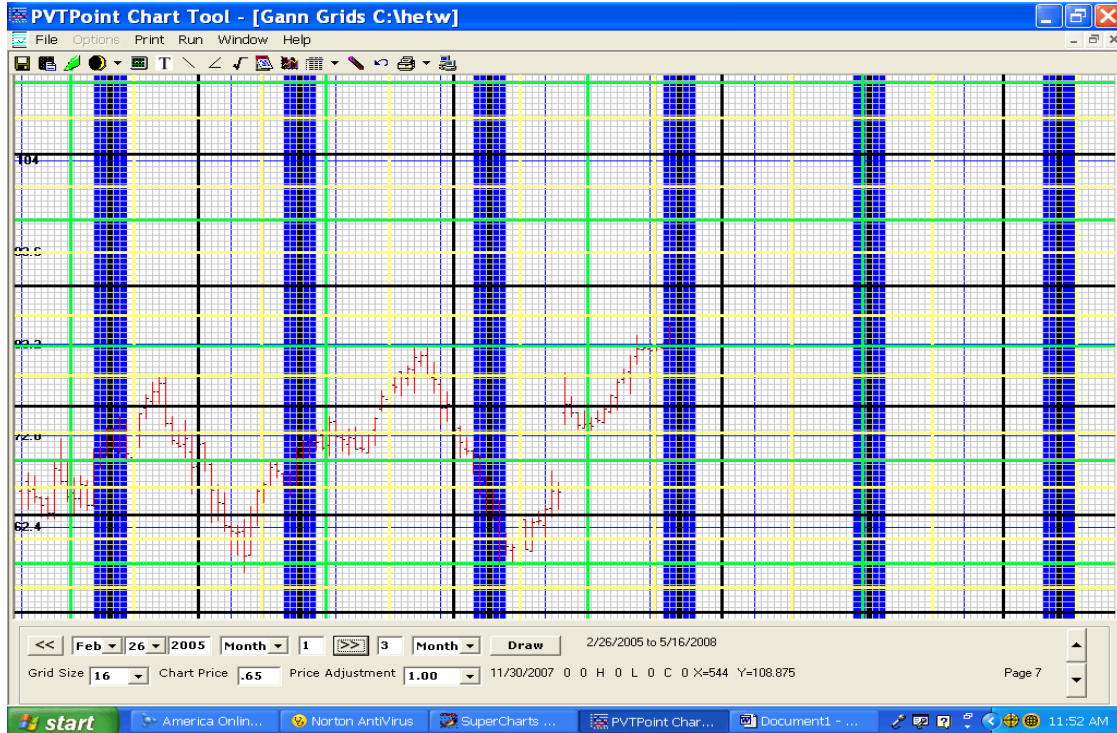 PVTPoint Chart Tool - [Gann Grids C:\hetw]
File Options Print Run Window Help
T
104
83.2
62.4
<< Feb 26 2005 Month 1 >> 3 Month Draw 2/26/2005 to 5/16/2008
Grid Size 16 Chart Price .65 Price Adjustment 1.00 11/30/2007 0 0 H 0 L 0 C 0 X=544 Y=108.875 Page 7
start America Onlin... Norton AntiVirus SuperCharts ... PVTPoint Char... Document1 - ... 11:52 AM